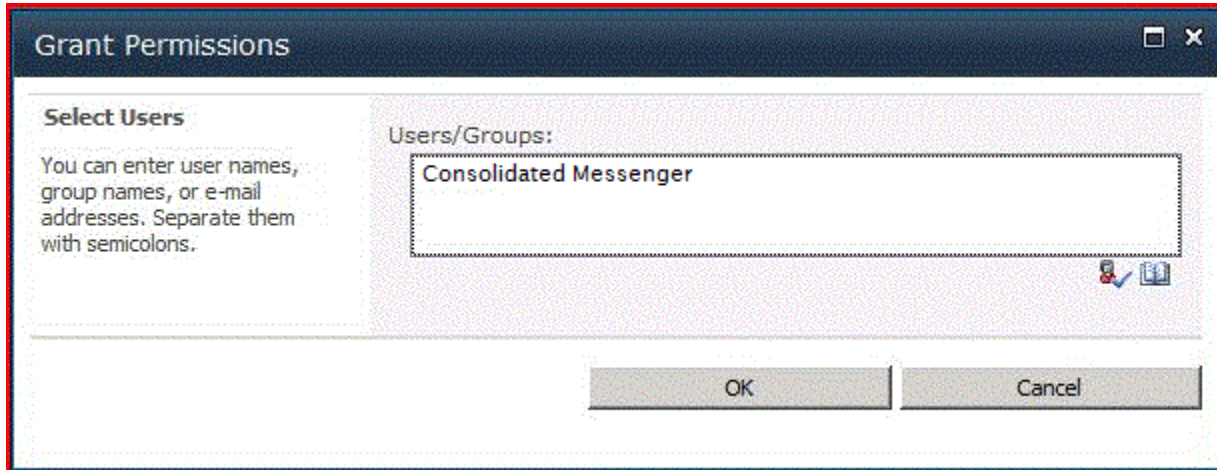 Grant Permissions
Select Users
You can enter user names,
group names, or e-mail
addresses. Separate them
with semicolons.
Users/Groups:
Consolidated Messenger
OK
Cancel